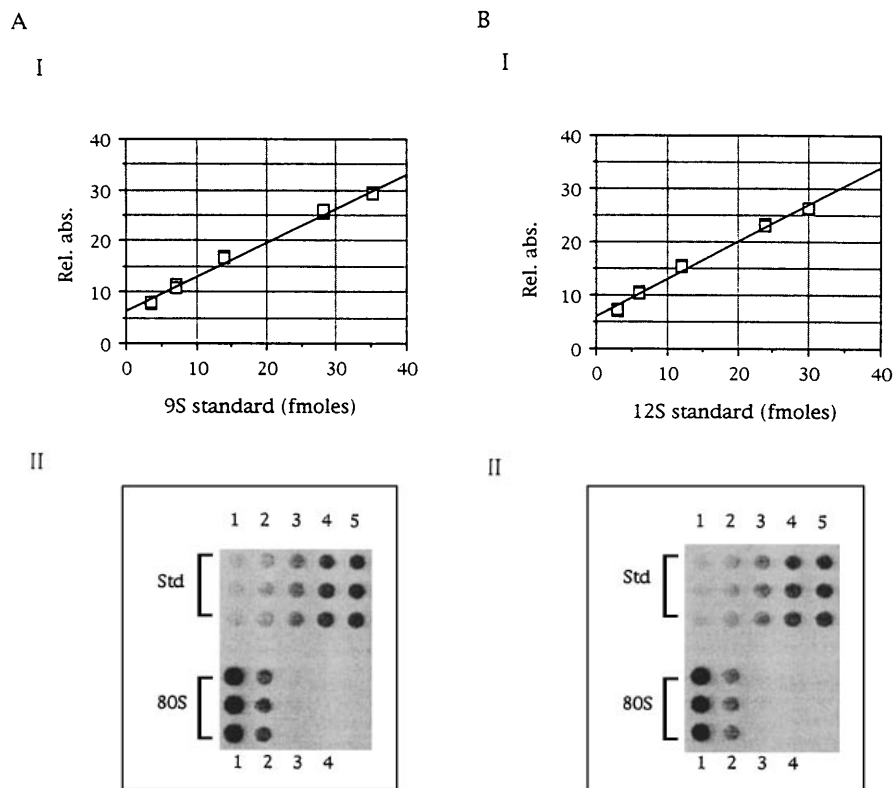 A
I
40
30
20
10
0
Rel. abs.
0 10 20 30 40
9S standard (fmoles)
II
1 2 3 4 5
Std
80S
1 2 3 4
B
I
40
30
20
10
0
Rel. abs.
0 10 20 30 40
12S standard (fmoles)
II
1 2 3 4 5
Std
80S
1 2 3 4